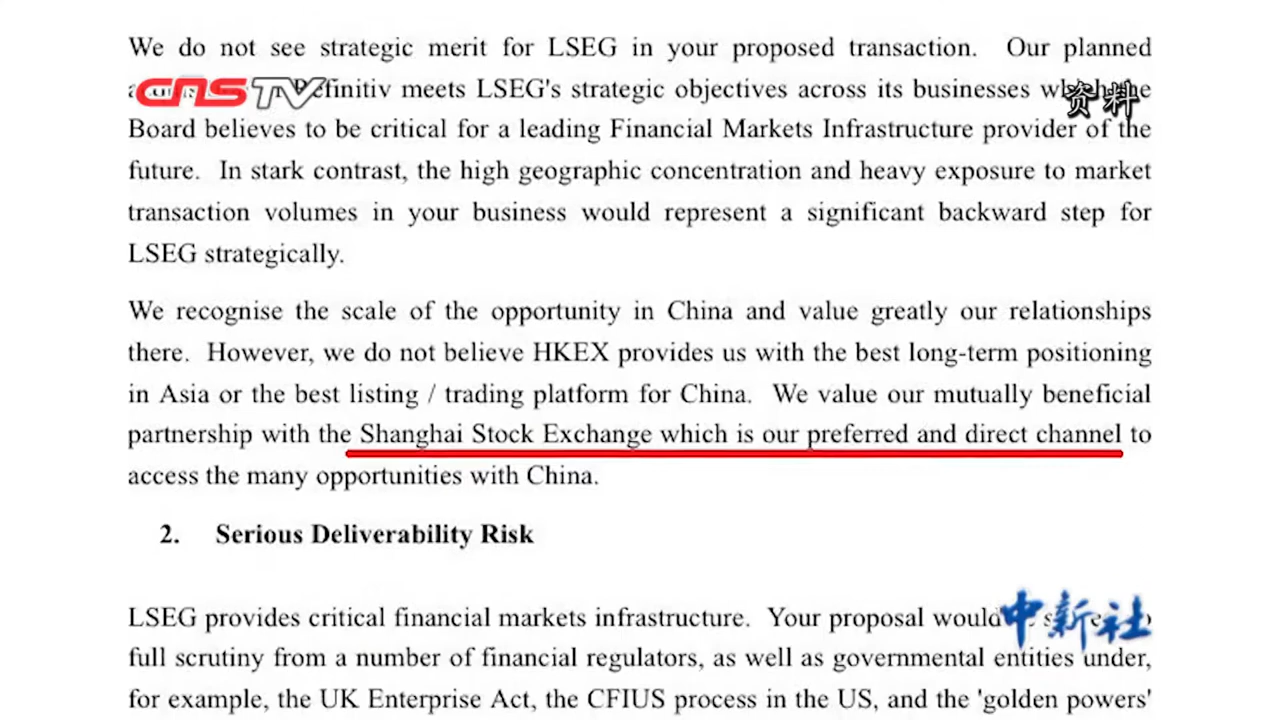 We do not see strategic merit for LSEG in your proposed transaction. Our planned
CNSTV Refinitiv meets LSEG's strategic objectives across its businesses
资料
Board believes to be critical for a leading Financial Markets Infrastructure provider of the
future. In stark contrast, the high geographic concentration and heavy exposure to market
transaction volumes in your business would represent a significant backward step for
LSEG strategically.
We recognise the scale of the opportunity in China and value greatly our relationships
there. However, we do not believe HKEX provides us with the best long-term positioning
in Asia or the best listing / trading platform for China. We value our mutually beneficial
partnership with the Shanghai Stock Exchange which is our preferred and direct channel to
access the many opportunities with China.
2. Serious Deliverability Risk
LSEG provides critical financial markets infrastructure. Your proposal would
中新社
full scrutiny from a number of financial regulators, as well as governmental entities under,
for example, the UK Enterprise Act, the CFIUS process in the US, and the 'golden powers'